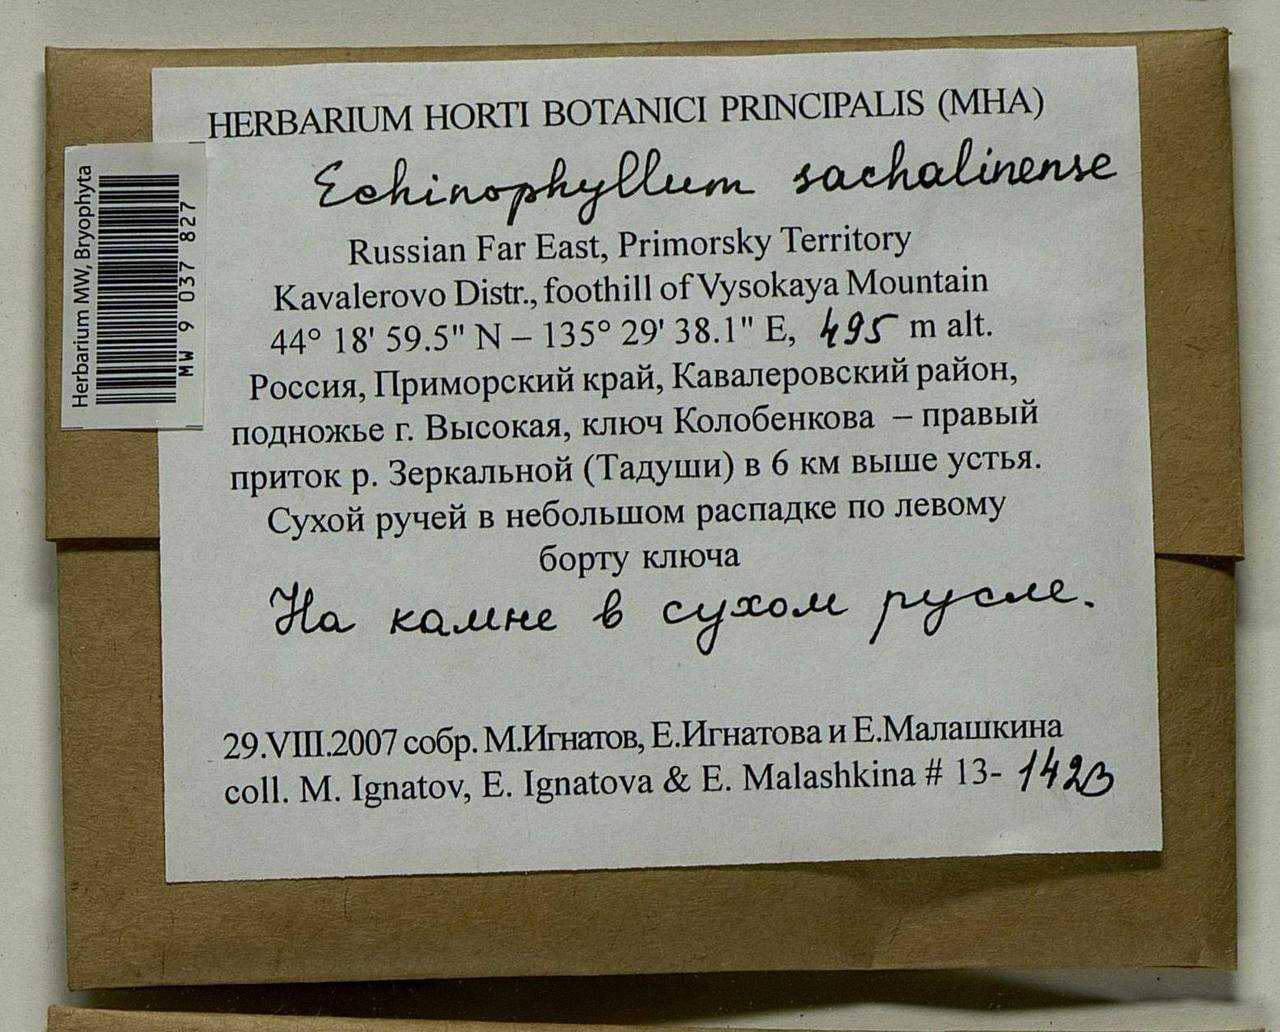 HERBARIUM HORTI BOTANICI PRINCIPALIS (MHA)
Echinophyllum sachalinense
Russian Far East, Primorsky Territory
Kavalerovo Distr., foothill of Vysokaya Mountain
44° 18' 59.5" N – 135° 29' 38.1" E, 495 m alt.
Россия, Приморский край, Кавалеровский район,
подножье г. Высокая, ключ Колобенкова – правый
приток р. Зеркальной (Тадуши) в 6 км выше устья.
Сухой ручей в небольшом распадке по левому
борту ключа
На камне в сухом русле.
29.VIII.2007 собр. М.Игнатов, Е.Игнатова и Е.Малашкина
coll. M. Ignatov, E. Ignatova & E. Malashkina # 13-142B
Herbarium MW, Bryophyta
MW 9 037 827